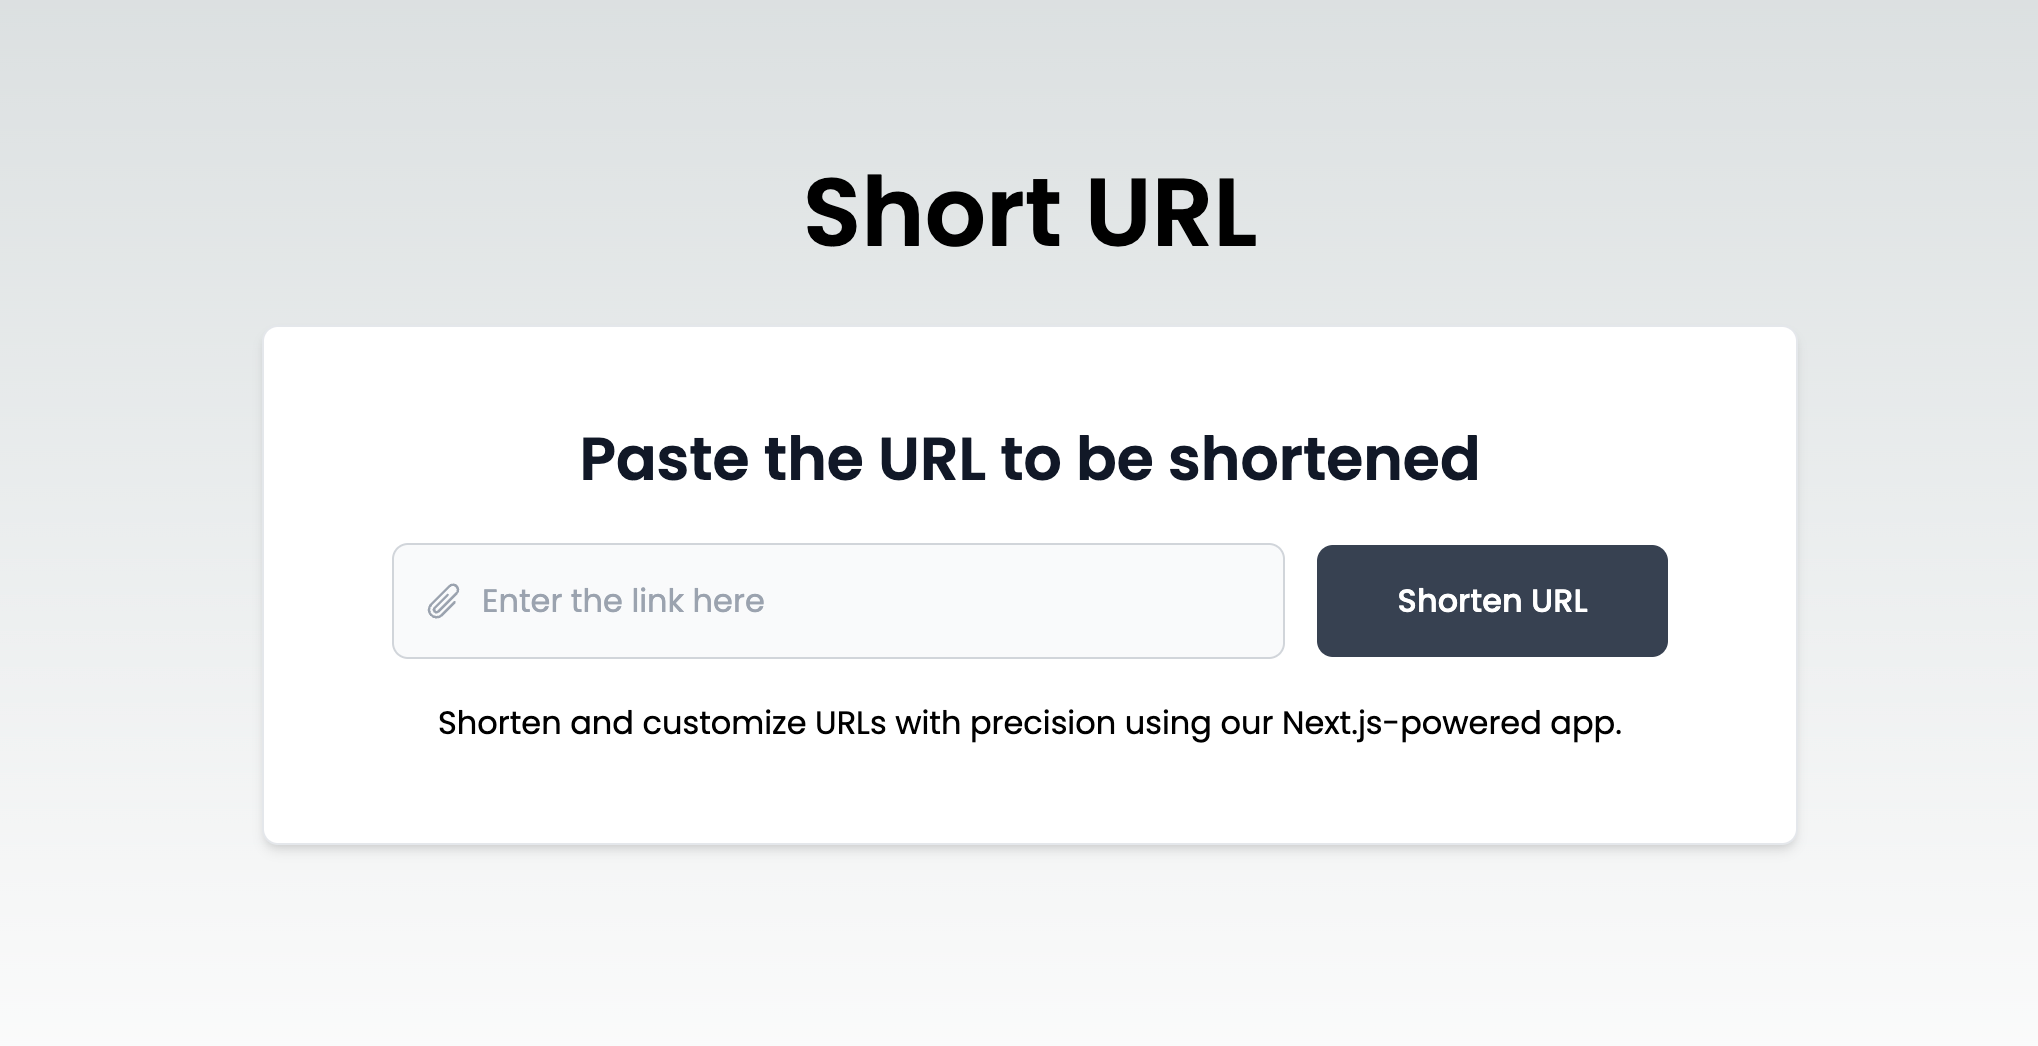 Short URL
Paste the URL to be shortened
Enter the link here
Shorten URL
Shorten and customize URLs with precision using our Next.js-powered app.